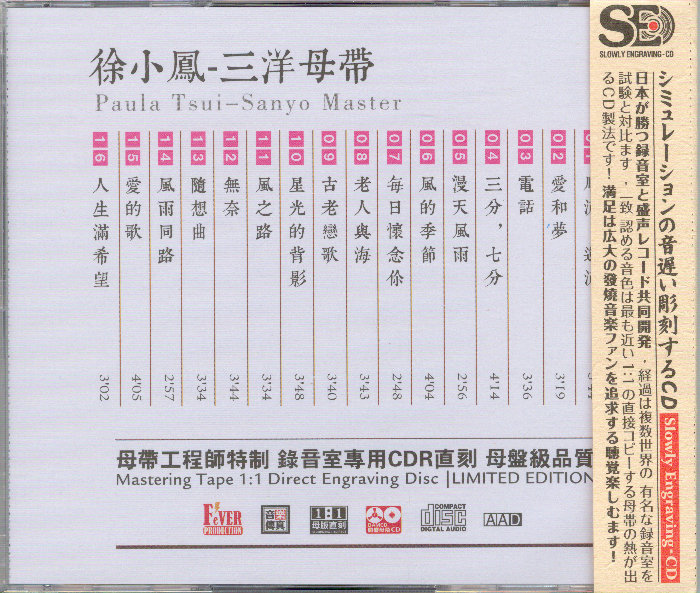 徐小鳳-三洋母帶
Paula Tsui-Sanyo Master
02 愛和夢 3'19
03 電話 3'36
04 三分，七分 4'14
05 漫天風雨 2'56
06 風的季節 4'04
07 每日懷念你 2'48
08 老人與海 3'43
09 古老戀歌 3'40
10 星光的背影 3'48
11 風之路 3'34
12 無奈 3'44
13 隨想曲 3'34
14 風雨同路 2'57
15 愛的歌 4'05
16 人生滿希望 3'02
母帶工程師特制 錄音室專用CDR直刻 母盤級品質
Mastering Tape 1:1 Direct Engraving Disc |LIMITED EDITION
FEVER
PRODUCTION
1:1
母版直刻
COMPACT
disc
DIGITAL AUDIO
AAD
SE
SLOWLY ENGRAVING-CD
シミュレーションの音遅い彫刻するCD Slowly Engraving-CD
日本が勝つ録音室と盛声レコード共同開発，経過は複数世界の 有名な録音室を
試験と対比ます，一致 認める音色は最も近い1:1の直接コピーする母帯の熱が出
るCD製法です! 満足は広大の發燒音楽ファンを追求する聴覚楽しむます!